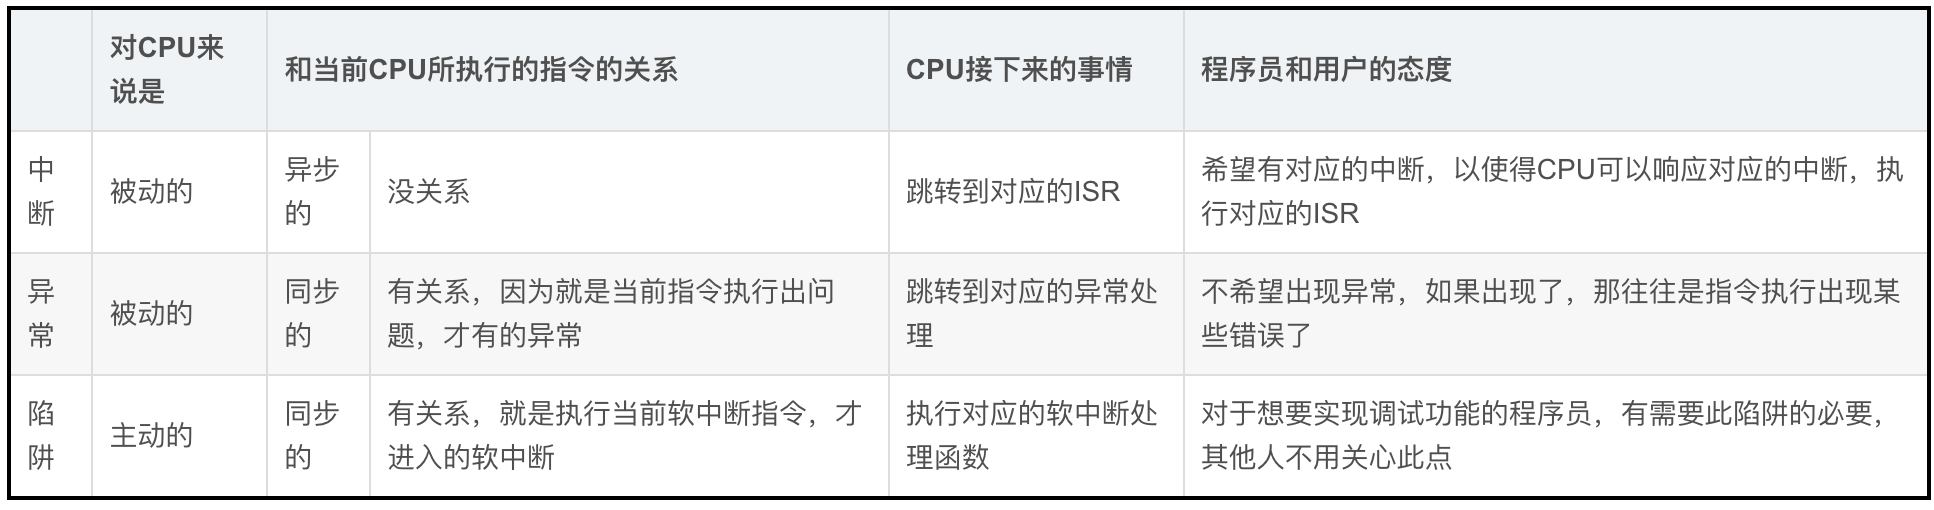 对CPU来
说是
和当前CPU所执行的指令的关系
CPU接下来的事情
程序员和用户的态度
中
断
被动的
异步
的
没关系
跳转到对应的ISR
希望有对应的中断，以使得CPU可以响应对应的中断，执
行对应的ISR
异
常
被动的
同步
的
有关系，因为就是当前指令执行出问
题，才有的异常
跳转到对应的异常处
理
不希望出现异常，如果出现了，那往往是指令执行出现某
些错误了
陷
阱
主动的
同步
的
有关系，就是执行当前软中断指令，才
进入的软中断
执行对应的软中断处
理函数
对于想要实现调试功能的程序员，有需要此陷阱的必要，
其他人不用关心此点